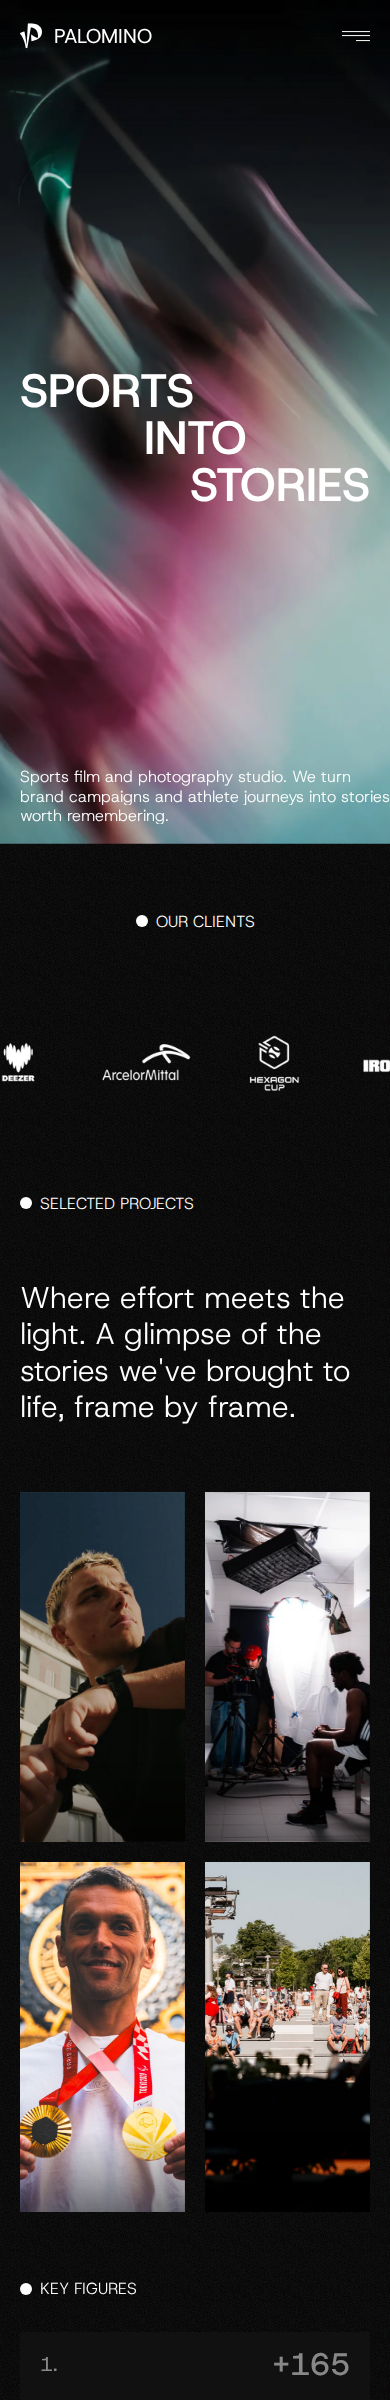 PALOMINO
SPORTS
INTO
STORIES
Sports film and photography studio. We turn
brand campaigns and athlete journeys into stories
worth remembering.
OUR CLIENTS
DEEZER
ArcelorMittal
HEXAGON
CUP
IRO
SELECTED PROJECTS
Where effort meets the
light. A glimpse of the
stories we've brought to
life, frame by frame.
KEY FIGURES
1.
+165